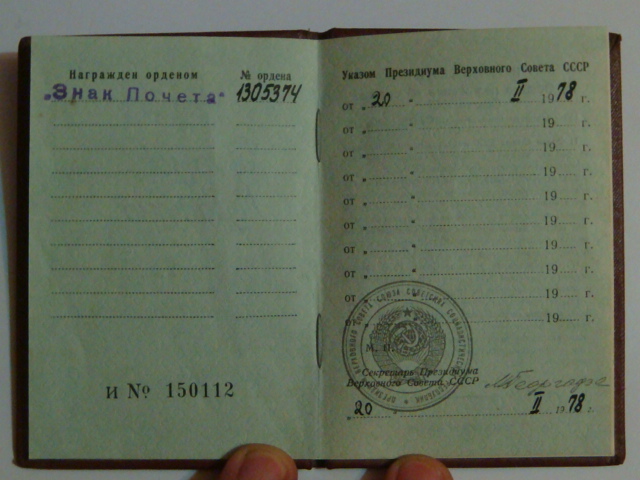 Награжден орденом
№ ордена
„Знак Почета“
1305374
И № 150112
Указом Президиума Верховного Совета СССР
от „20“ II 1978 г.
от „ “ 19 г.
от „ “ 19 г.
от „ “ 19 г.
от „ “ 19 г.
от „ “ 19 г.
от „ “ 19 г.
от „ “ 19 г.
от „ “ 19 г.
от „ “ 19 г.
М. П.
Секретарь Президиума
Верховного Совета СССР
„20“ II 1978 г.